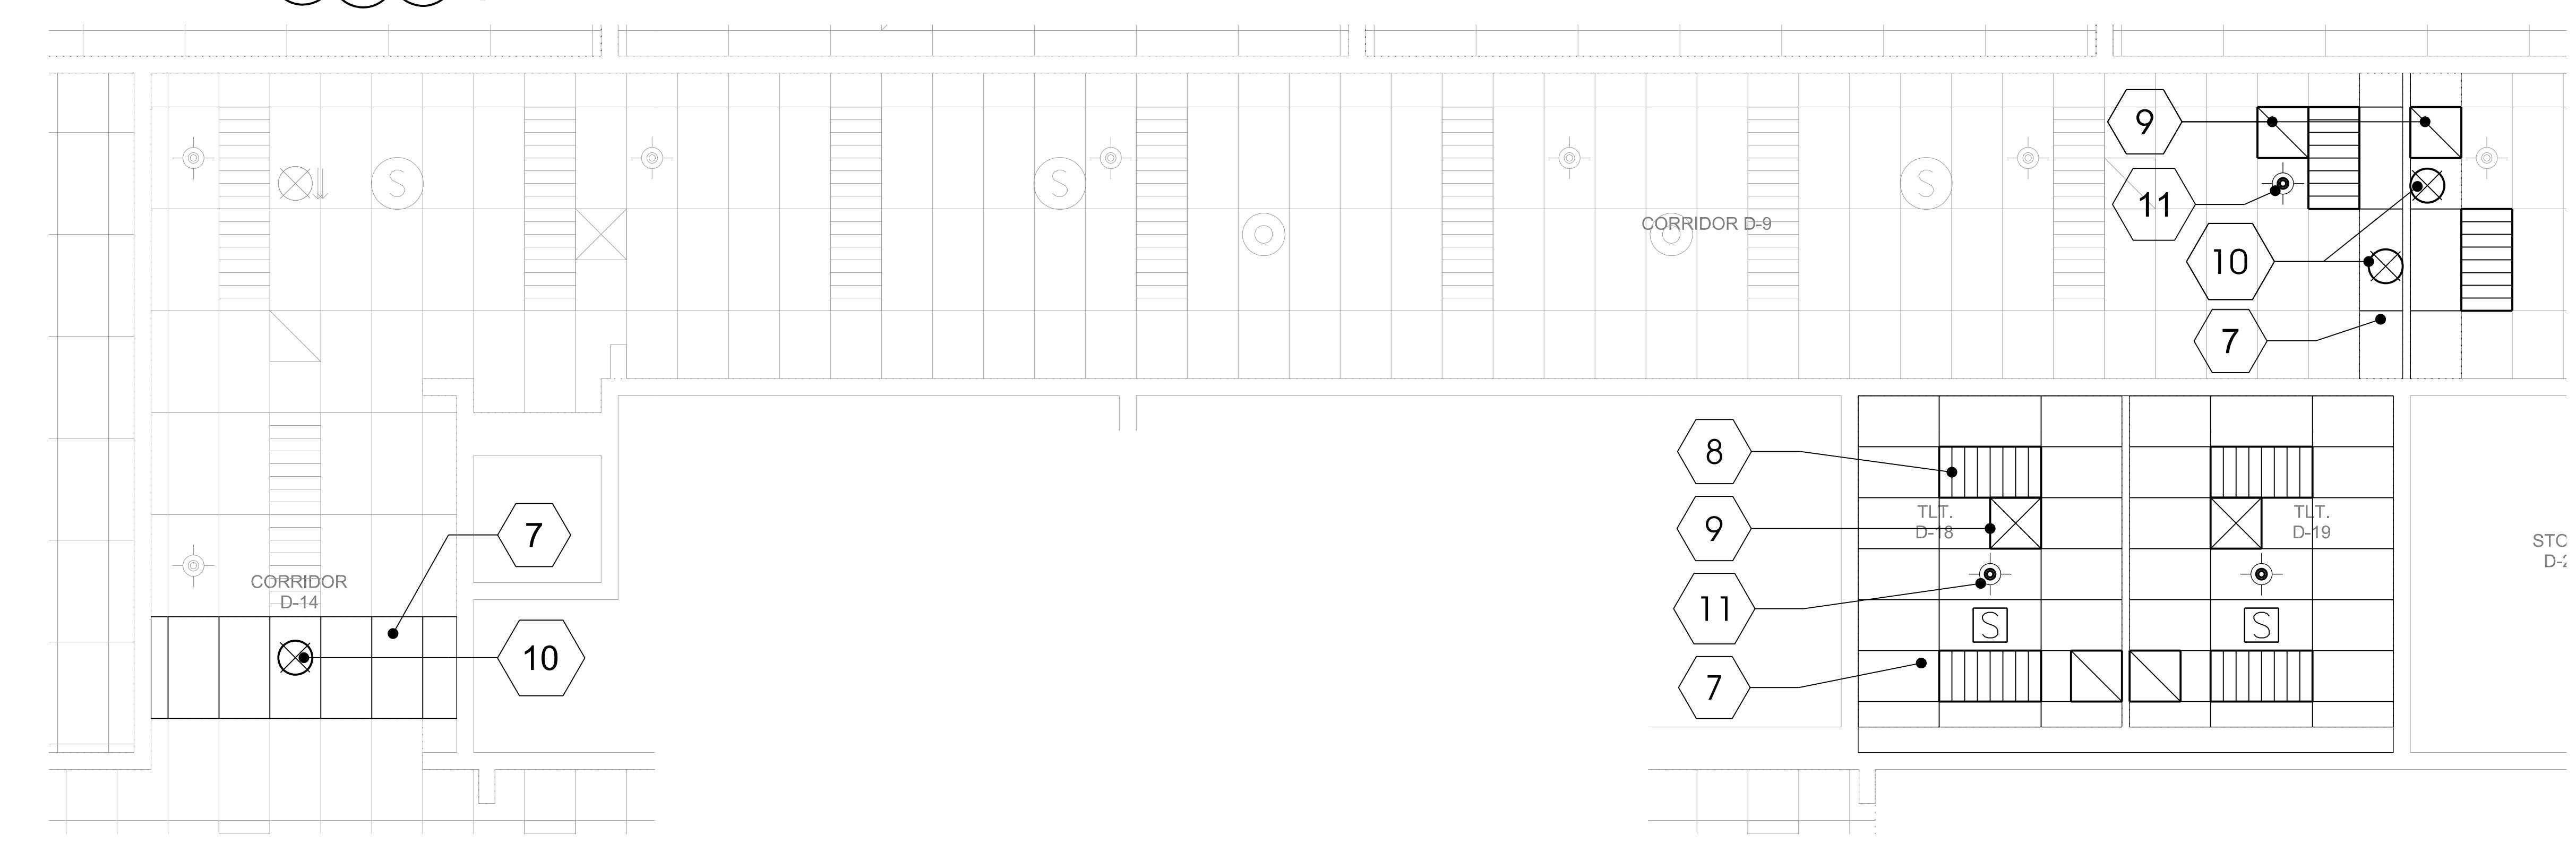 9
S
S
S
11
CORRIDOR D-9
10
7
8
9
TLT.
D-18
TLT.
D-19
7
CORRIDOR
D-14
11
S
S
10
7